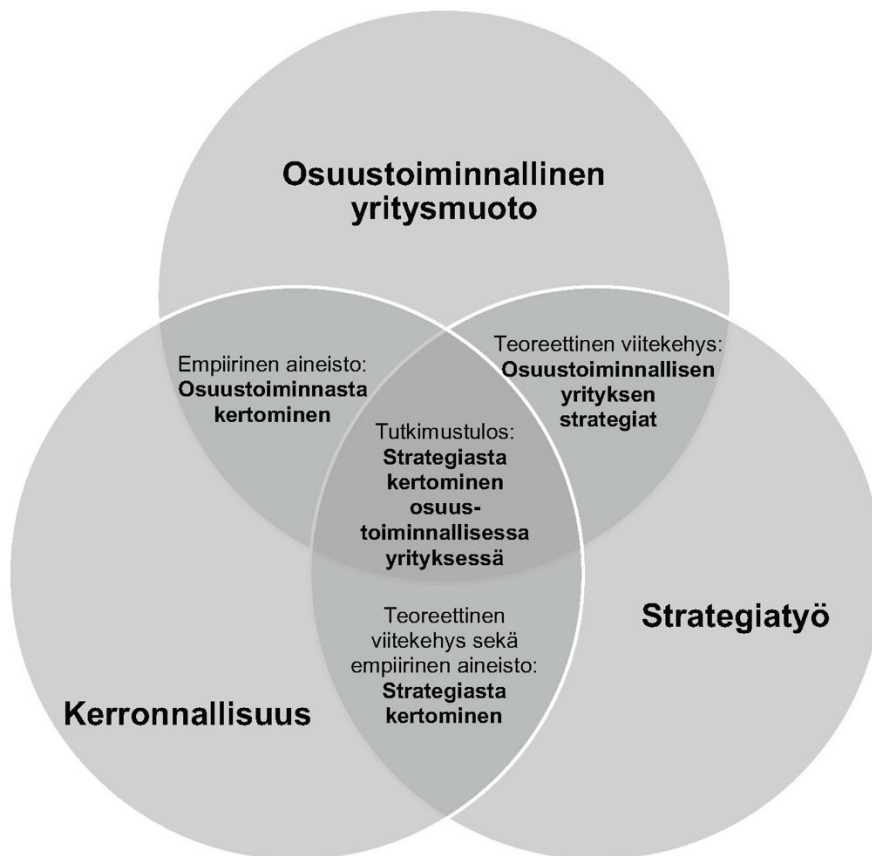 Osuustoiminnallinen
yritysmuoto
Empiirinen aineisto:
Osuustoiminnasta
kertominen
Teoreettinen viitekehys:
Osuustoiminnallisen
yrityksen
strategiat
Tutkimustulos:
Strategiasta
kertominen
osuus-
toiminnallisessa
yrityksessä
Teoreettinen
viitekehys sekä
empiirinen aineisto:
Strategiasta
kertominen
Kerronnallisuus
Strategiatyö